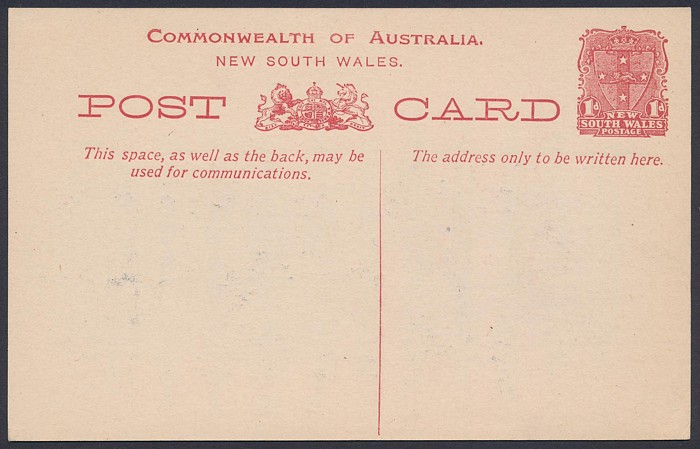 COMMONWEALTH OF AUSTRALIA.
NEW SOUTH WALES.
POST CARD
1d 1d
NEW
SOUTH WALES
POSTAGE
This space, as well as the back, may be
used for communications.
The address only to be written here.